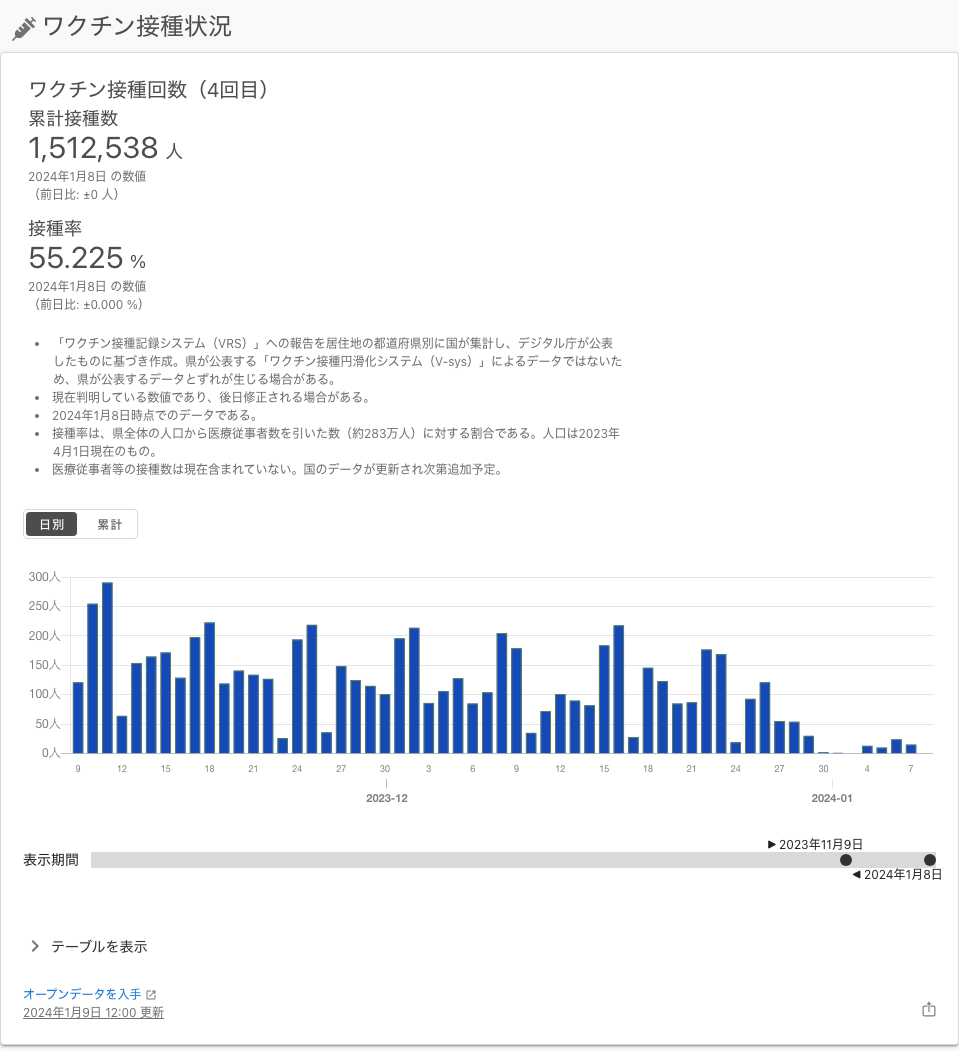 ワクチン接種状況
ワクチン接種回数（4回目）
累計接種数
1,512,538 人
2024年1月8日 の数値
（前日比: ±0 人）
接種率
55.225 %
2024年1月8日 の数値
（前日比: ±0.000 %）
• 「ワクチン接種記録システム（VRS）」への報告を居住地の都道府県別に国が集計し、デジタル庁が公表
したものに基づき作成。県が公表する「ワクチン接種円滑化システム（V-sys）」によるデータではないた
め、県が公表するデータとずれが生じる場合がある。
• 現在判明している数値であり、後日修正される場合がある。
• 2024年1月8日時点でのデータである。
• 接種率は、県全体の人口から医療従事者数を引いた数（約283万人）に対する割合である。人口は2023年
4月1日現在のもの。
• 医療従事者等の接種数は現在含まれていない。国のデータが更新され次第追加予定。
日別 累計
300人
250人
200人
150人
100人
50人
0人
9 12 15 18 21 24 27 30 3 6 9 12 15 18 21 24 27 30 4 7
2023-12 2024-01
▶ 2023年11月9日
表示期間
◀ 2024年1月8日
テーブルを表示
オープンデータを入手
2024年1月9日 12:00 更新